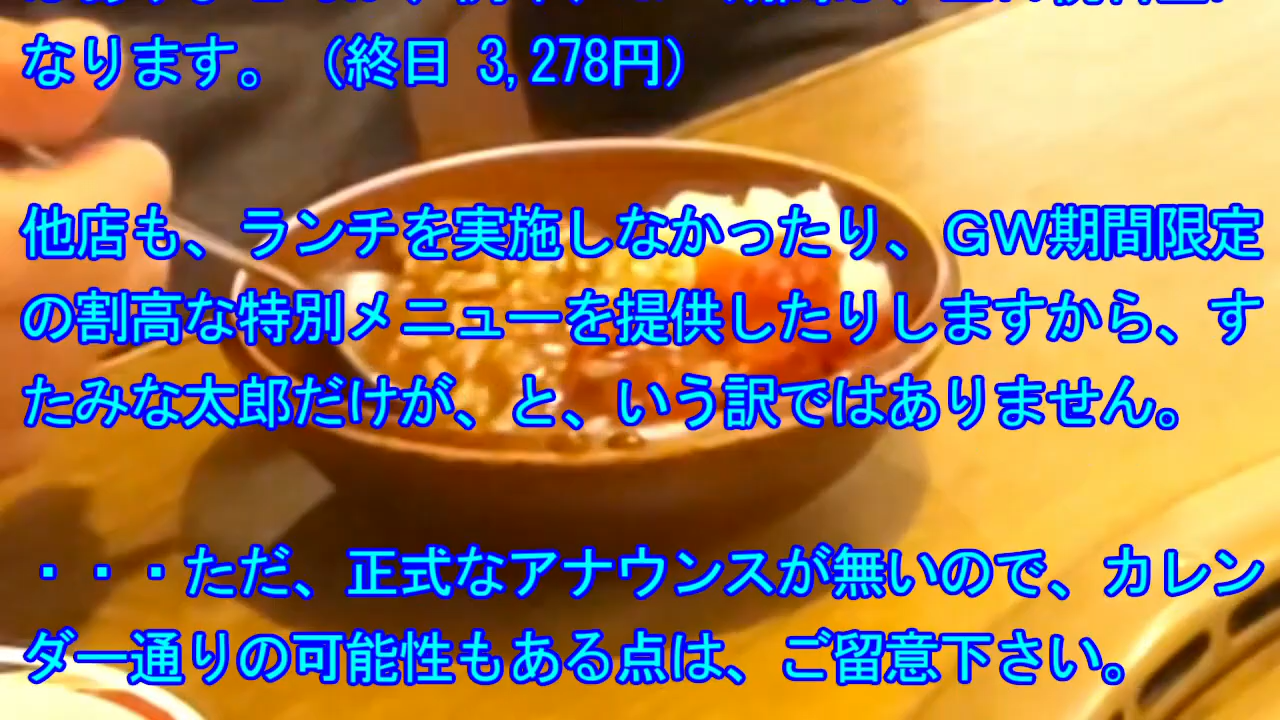 なります。（終日 3,278円）
他店も、ランチを実施しなかったり、ＧＷ期間限定
の割高な特別メニューを提供したりしますから、す
たみな太郎だけが、と、いう訳ではありません。
・・・ただ、正式なアナウンスが無いので、カレン
ダー通りの可能性もある点は、ご留意下さい。